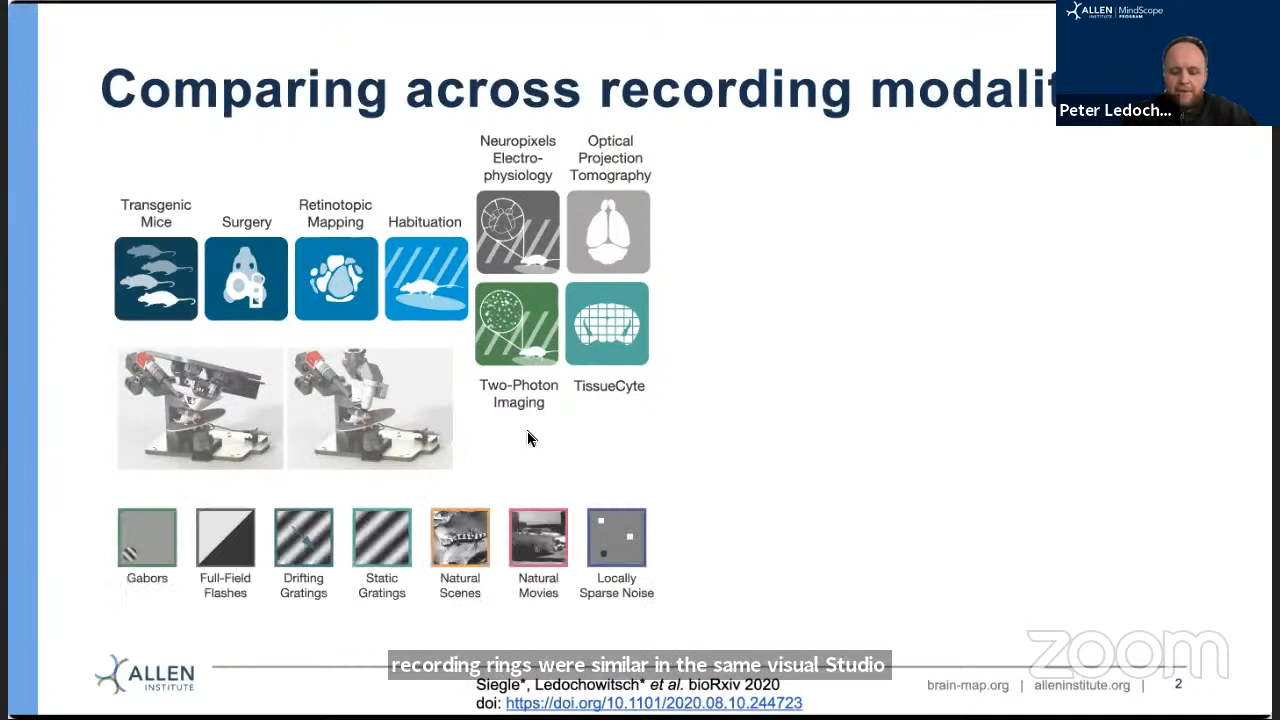 ALLEN INSTITUTE | MindScope PROGRAM
Comparing across recording modalit
Peter Ledoch...
Neuropixels
Electro-
physiology
Optical
Projection
Tomography
Transgenic
Mice
Surgery
Retinotopic
Mapping
Habituation
Two-Photon
Imaging
TissueCyte
Gabors
Full-Field
Flashes
Drifting
Gratings
Static
Gratings
Natural
Scenes
Natural
Movies
Locally
Sparse Noise
zoom
recording rings were similar in the same visual Studio
ALLEN
INSTITUTE
Siegle*, Ledochowitsch* et al. bioRxiv 2020
doi: https://doi.org/10.1101/2020.08.10.244723
brain-map.org | alleninstitute.org | 2